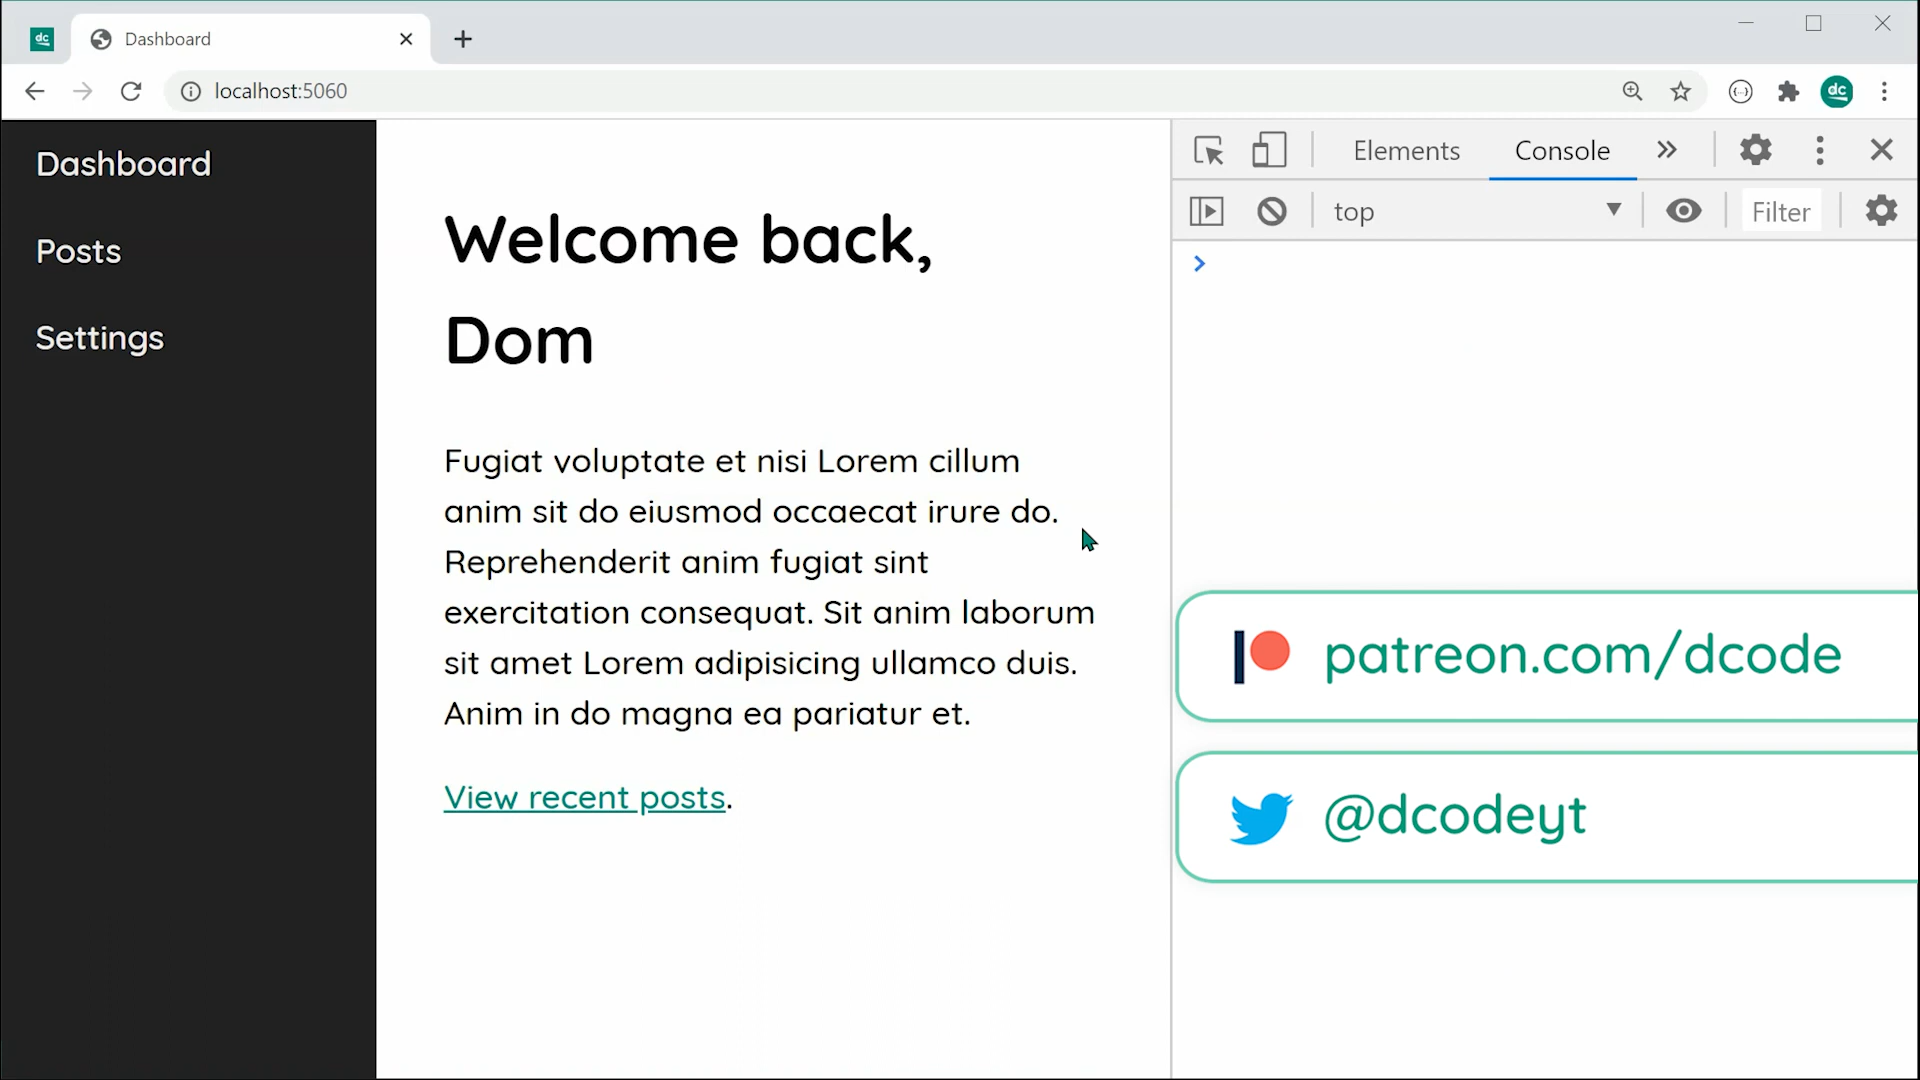 dc
Dashboard
localhost:5060
dc
Dashboard
Posts
Settings
Welcome back,
Dom
Fugiat voluptate et nisi Lorem cillum
anim sit do eiusmod occaecat irure do.
Reprehenderit anim fugiat sint
exercitation consequat. Sit anim laborum
sit amet Lorem adipisicing ullamco duis.
Anim in do magna ea pariatur et.
View recent posts.
Elements
Console
top
Filter
patreon.com/dcode
@dcodeyt